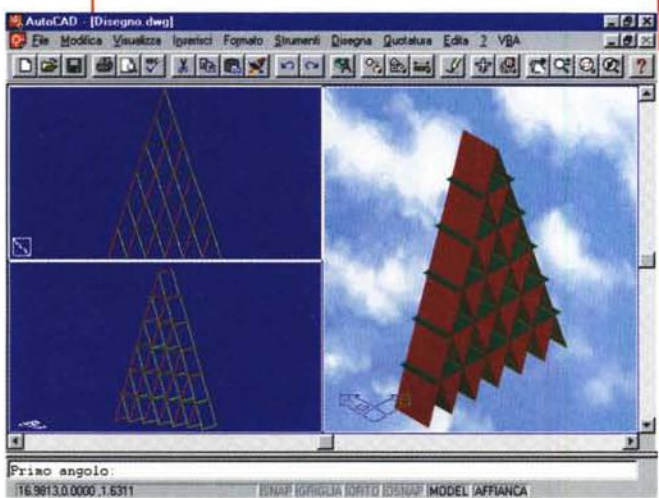 AutoCAD - [Disegno.dwg]
File Modifica Visualizza Inserisci Formato Strumenti Disegna Quotatura Edita ? VBA
Primo angolo:
16.9813,0.0000 ,1.6311 SNAP GRIGLIA ORTO OSNAP MODEL AFFIANCA